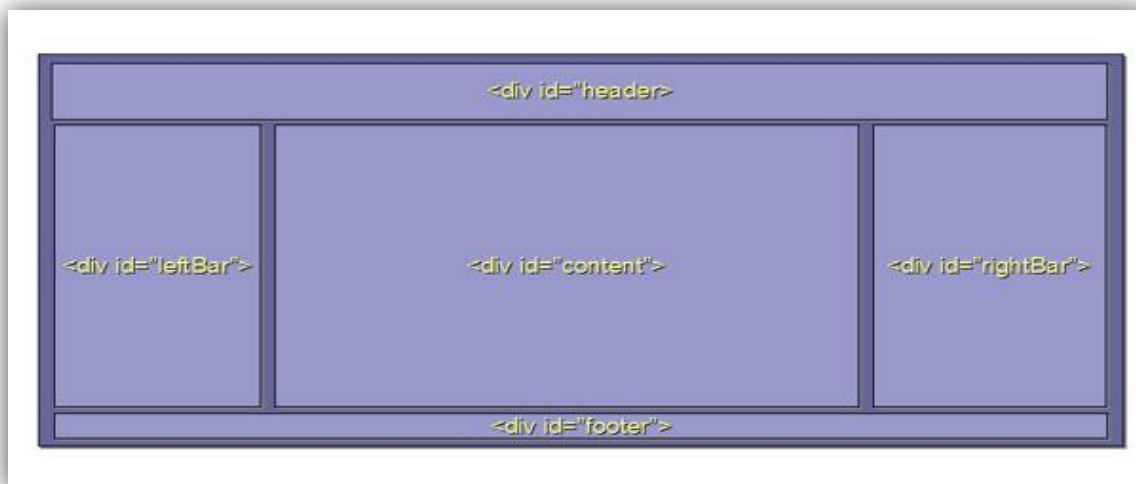 <div id="header>
<div id="leftBar">
<div id="content">
<div id="rightBar">
<div id="footer">